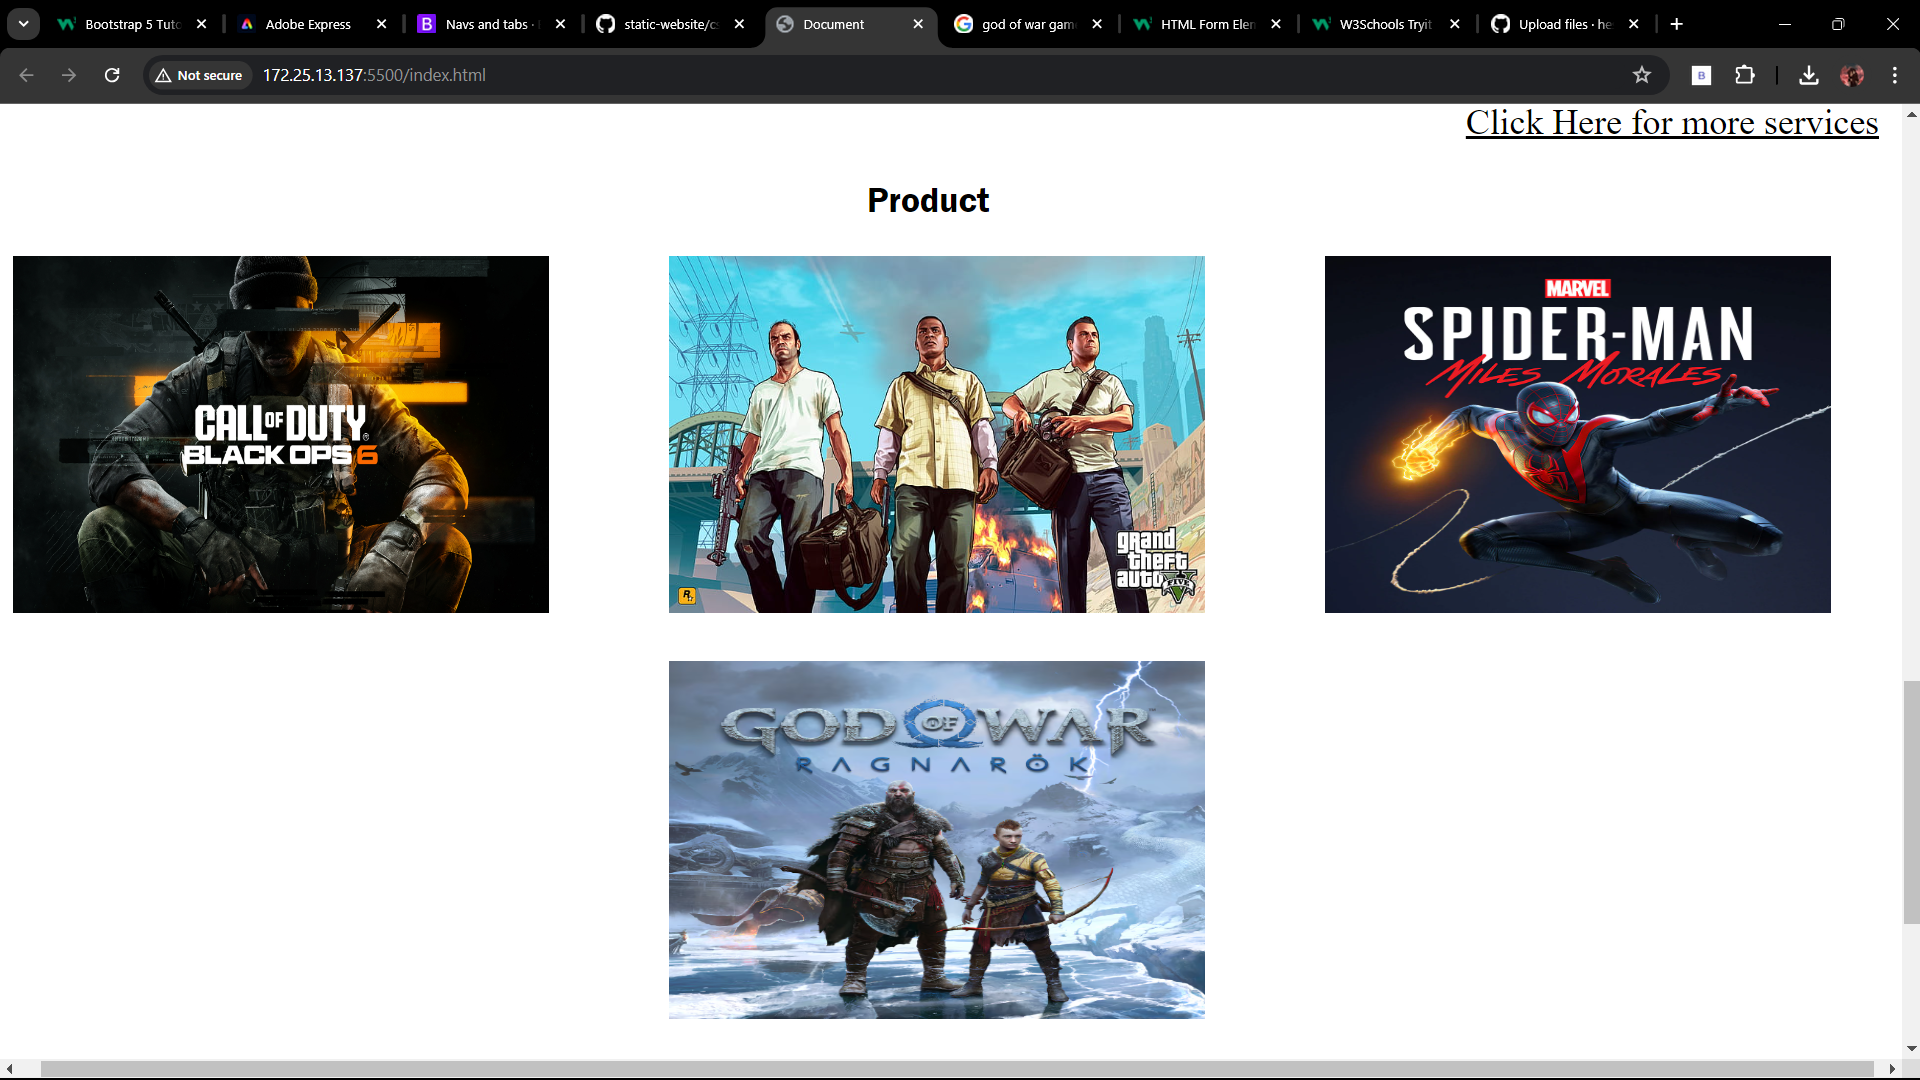 Bootstrap 5 Tuto
Adobe Express
Navs and tabs ·
static-website/cs
Document
god of war gam
HTML Form Elem
W3Schools Tryit
Upload files · he
Not secure
172.25.13.137:5500/index.html
Click Here for more services
Product
CALL OF DUTY
BLACK OPS 6
grand
theft
auto
FIVE
MARVEL
SPIDER-MAN
MILES MORALES
GOD OF WAR
RAGNARÖK